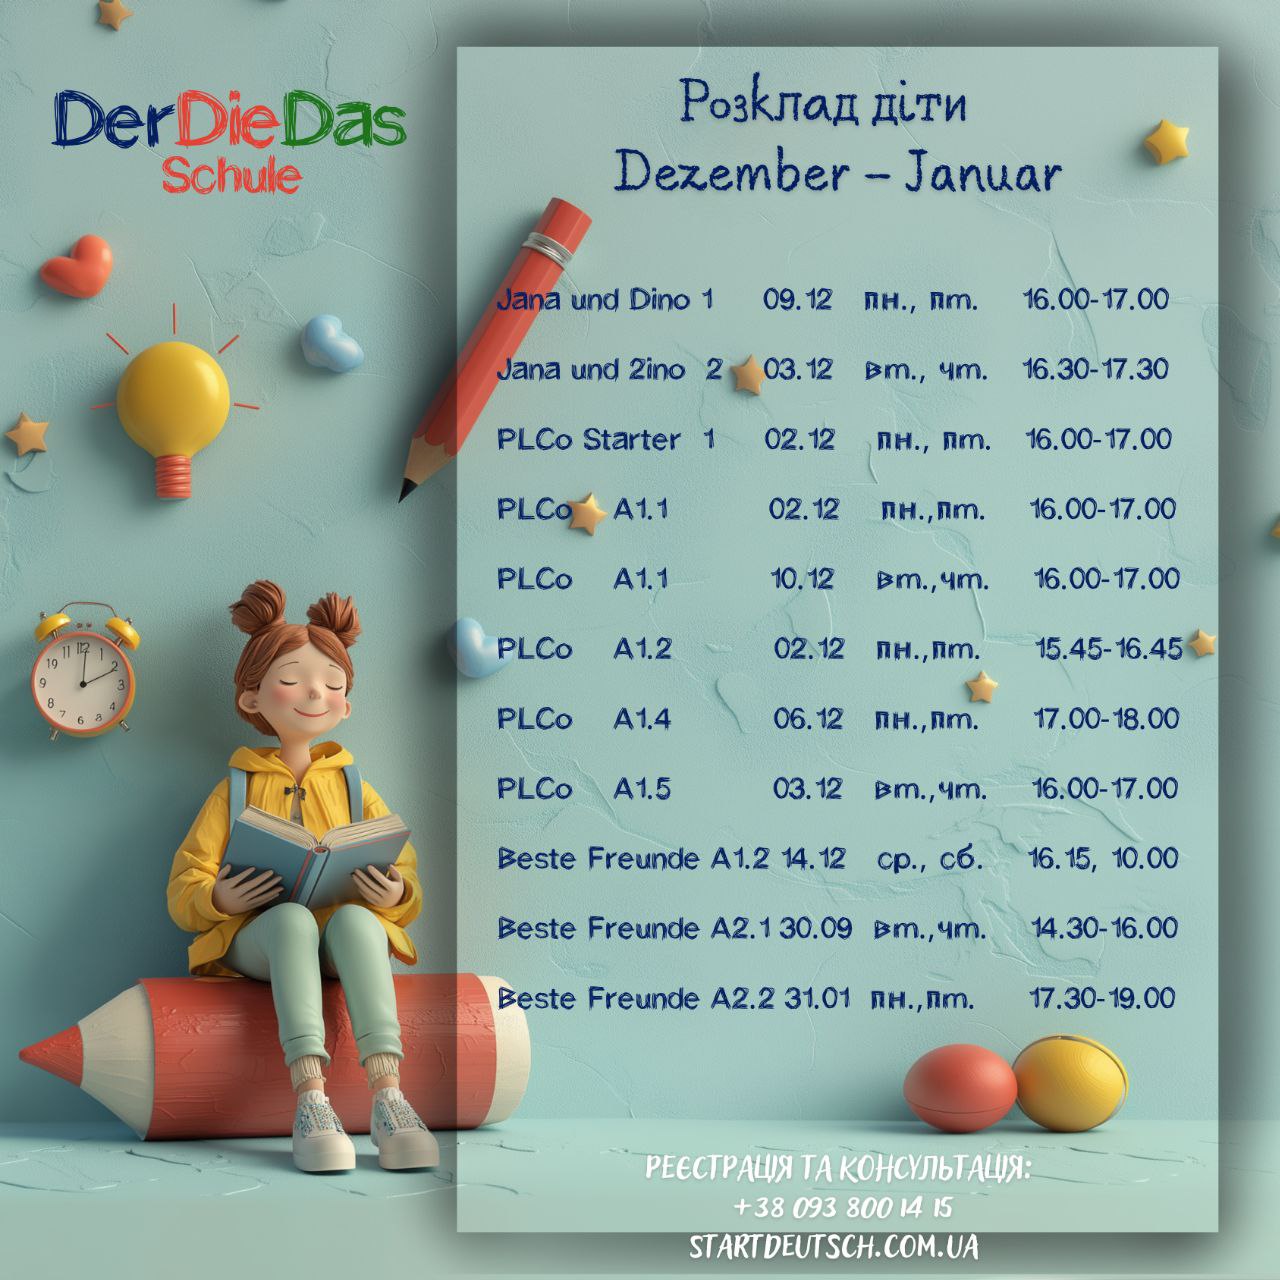 DerDieDas
Schule
Розклад діти
Dezember – Januar
Jana und Dino 1 09.12 пн., пт. 16.00-17.00
Jana und 2ino 2 03.12 вт., чт. 16.30-17.30
PLCo Starter 1 02.12 пн., пт. 16.00-17.00
PLCo A1.1 02.12 пн.,пт. 16.00-17.00
PLCo A1.1 10.12 вт.,чт. 16.00-17.00
PLCo A1.2 02.12 пн.,пт. 15.45-16.45
PLCo A1.4 06.12 пн.,пт. 17.00-18.00
PLCo A1.5 03.12 вт.,чт. 16.00-17.00
Beste Freunde A1.2 14.12 ср., сб. 16.15, 10.00
Beste Freunde A2.1 30.09 вт.,чт. 14.30-16.00
Beste Freunde A2.2 31.01 пн.,пт. 17.30-19.00
РЕЄСТРАЦІЯ ТА КОНСУЛЬТАЦІЯ:
+38 093 800 14 15
STARTDEUTSCH.COM.UA